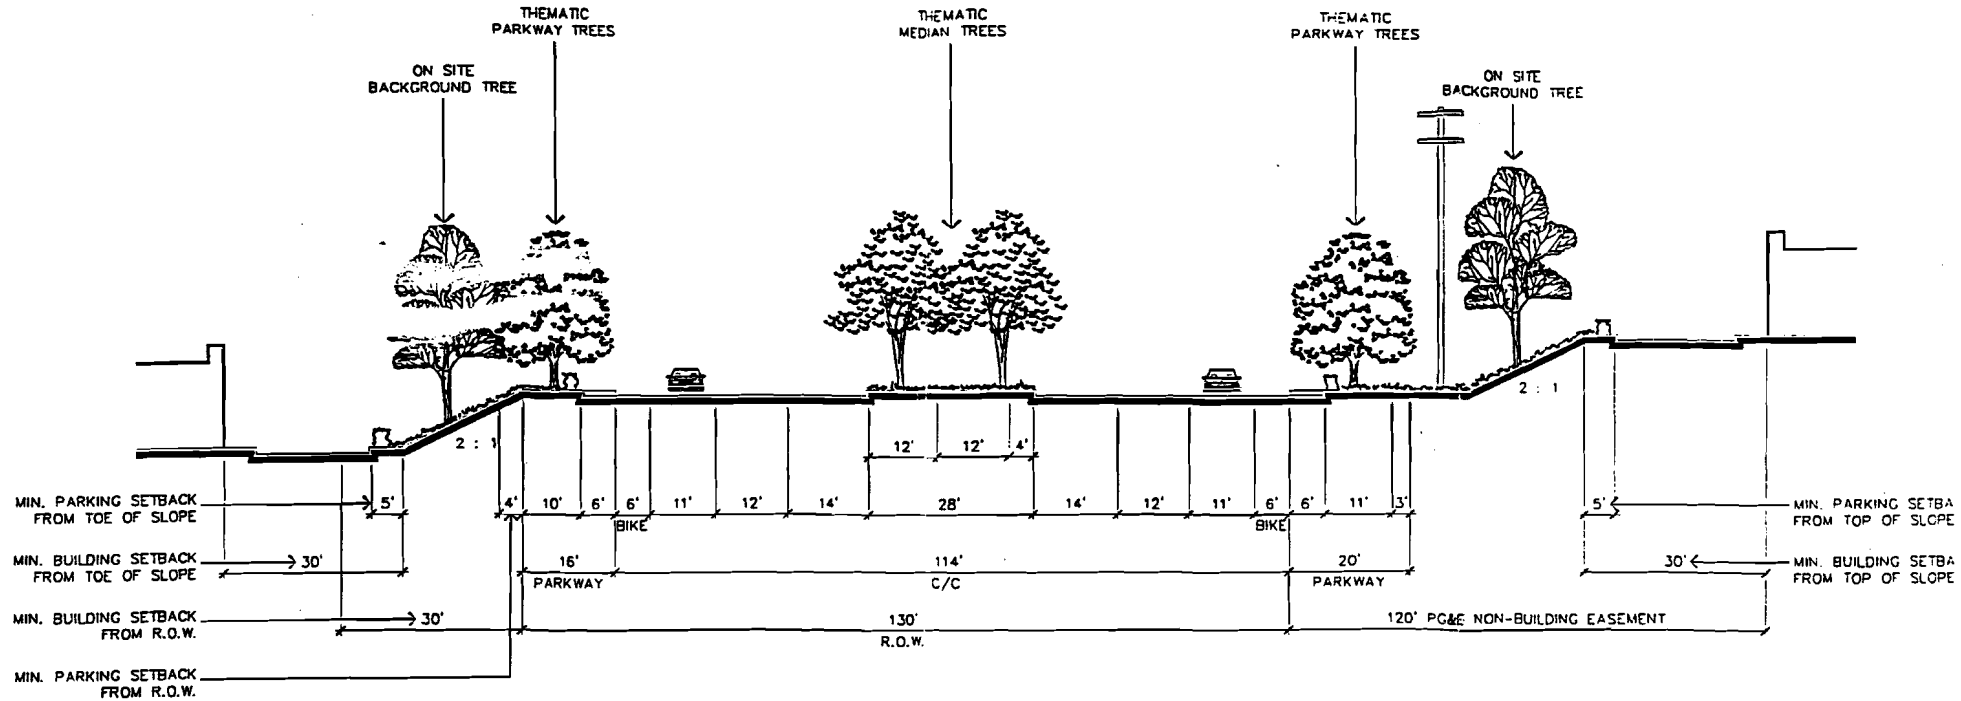 THEMATIC
PARKWAY TREES
THEMATIC
MEDIAN TREES
THEMATIC
PARKWAY TREES
ON SITE
BACKGROUND TREE
ON SITE
BACKGROUND TREE
2 : 1
2 : 1
12' 12' 4'
MIN. PARKING SETBACK
FROM TOE OF SLOPE
5' 4' 10' 6' 6' 11' 12' 14' 28' 14' 12' 11' 6' 6' 11' 3' 5'
BIKE BIKE
MIN. PARKING SETBA
FROM TOP OF SLOPE
MIN. BUILDING SETBACK
FROM TOE OF SLOPE
30' 16' 114' 20' 30'
PARKWAY C/C PARKWAY
MIN. BUILDING SETBA
FROM TOP OF SLOPE
MIN. BUILDING SETBACK
FROM R.O.W.
30' 130' 120' PG&E NON-BUILDING EASEMENT
R.O.W.
MIN. PARKING SETBACK
FROM R.O.W.